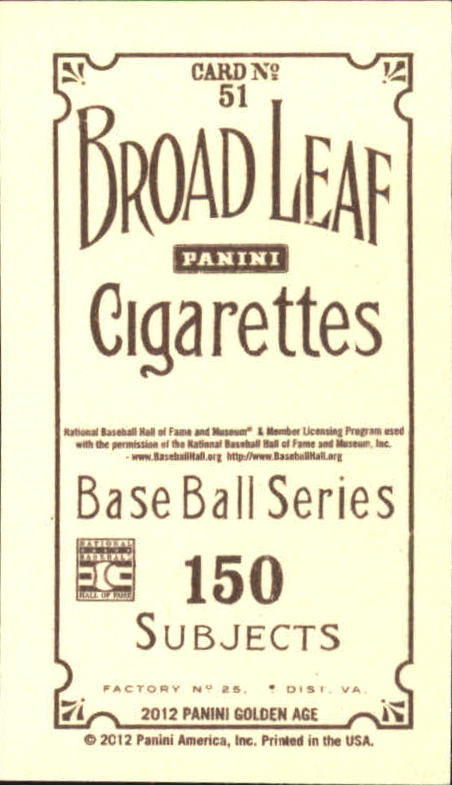 CARD Nº
51
BROAD LEAF
PANINI
Cigarettes
National Baseball Hall of Fame and Museum® & Member Licensing Program used
with the permission of the National Baseball Hall of Fame and Museum, Inc.
- www.BaseballHall.org http://www.BaseballHall.org
Base Ball Series
NATIONAL
BASEBALL
HALL OF FAME
150
SUBJECTS
FACTORY Nº 25. DIST. VA.
2012 PANINI GOLDEN AGE
© 2012 Panini America, Inc. Printed in the USA.